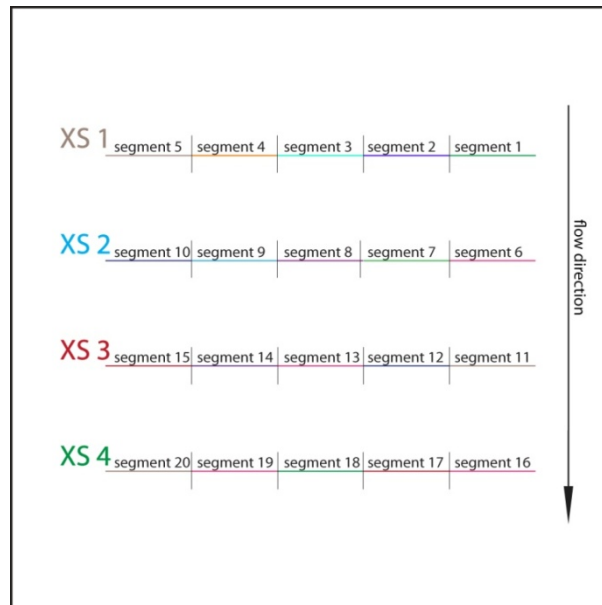 XS 1 segment 5 segment 4 segment 3 segment 2 segment 1
XS 2 segment 10 segment 9 segment 8 segment 7 segment 6
flow direction
XS 3 segment 15 segment 14 segment 13 segment 12 segment 11
XS 4 segment 20 segment 19 segment 18 segment 17 segment 16